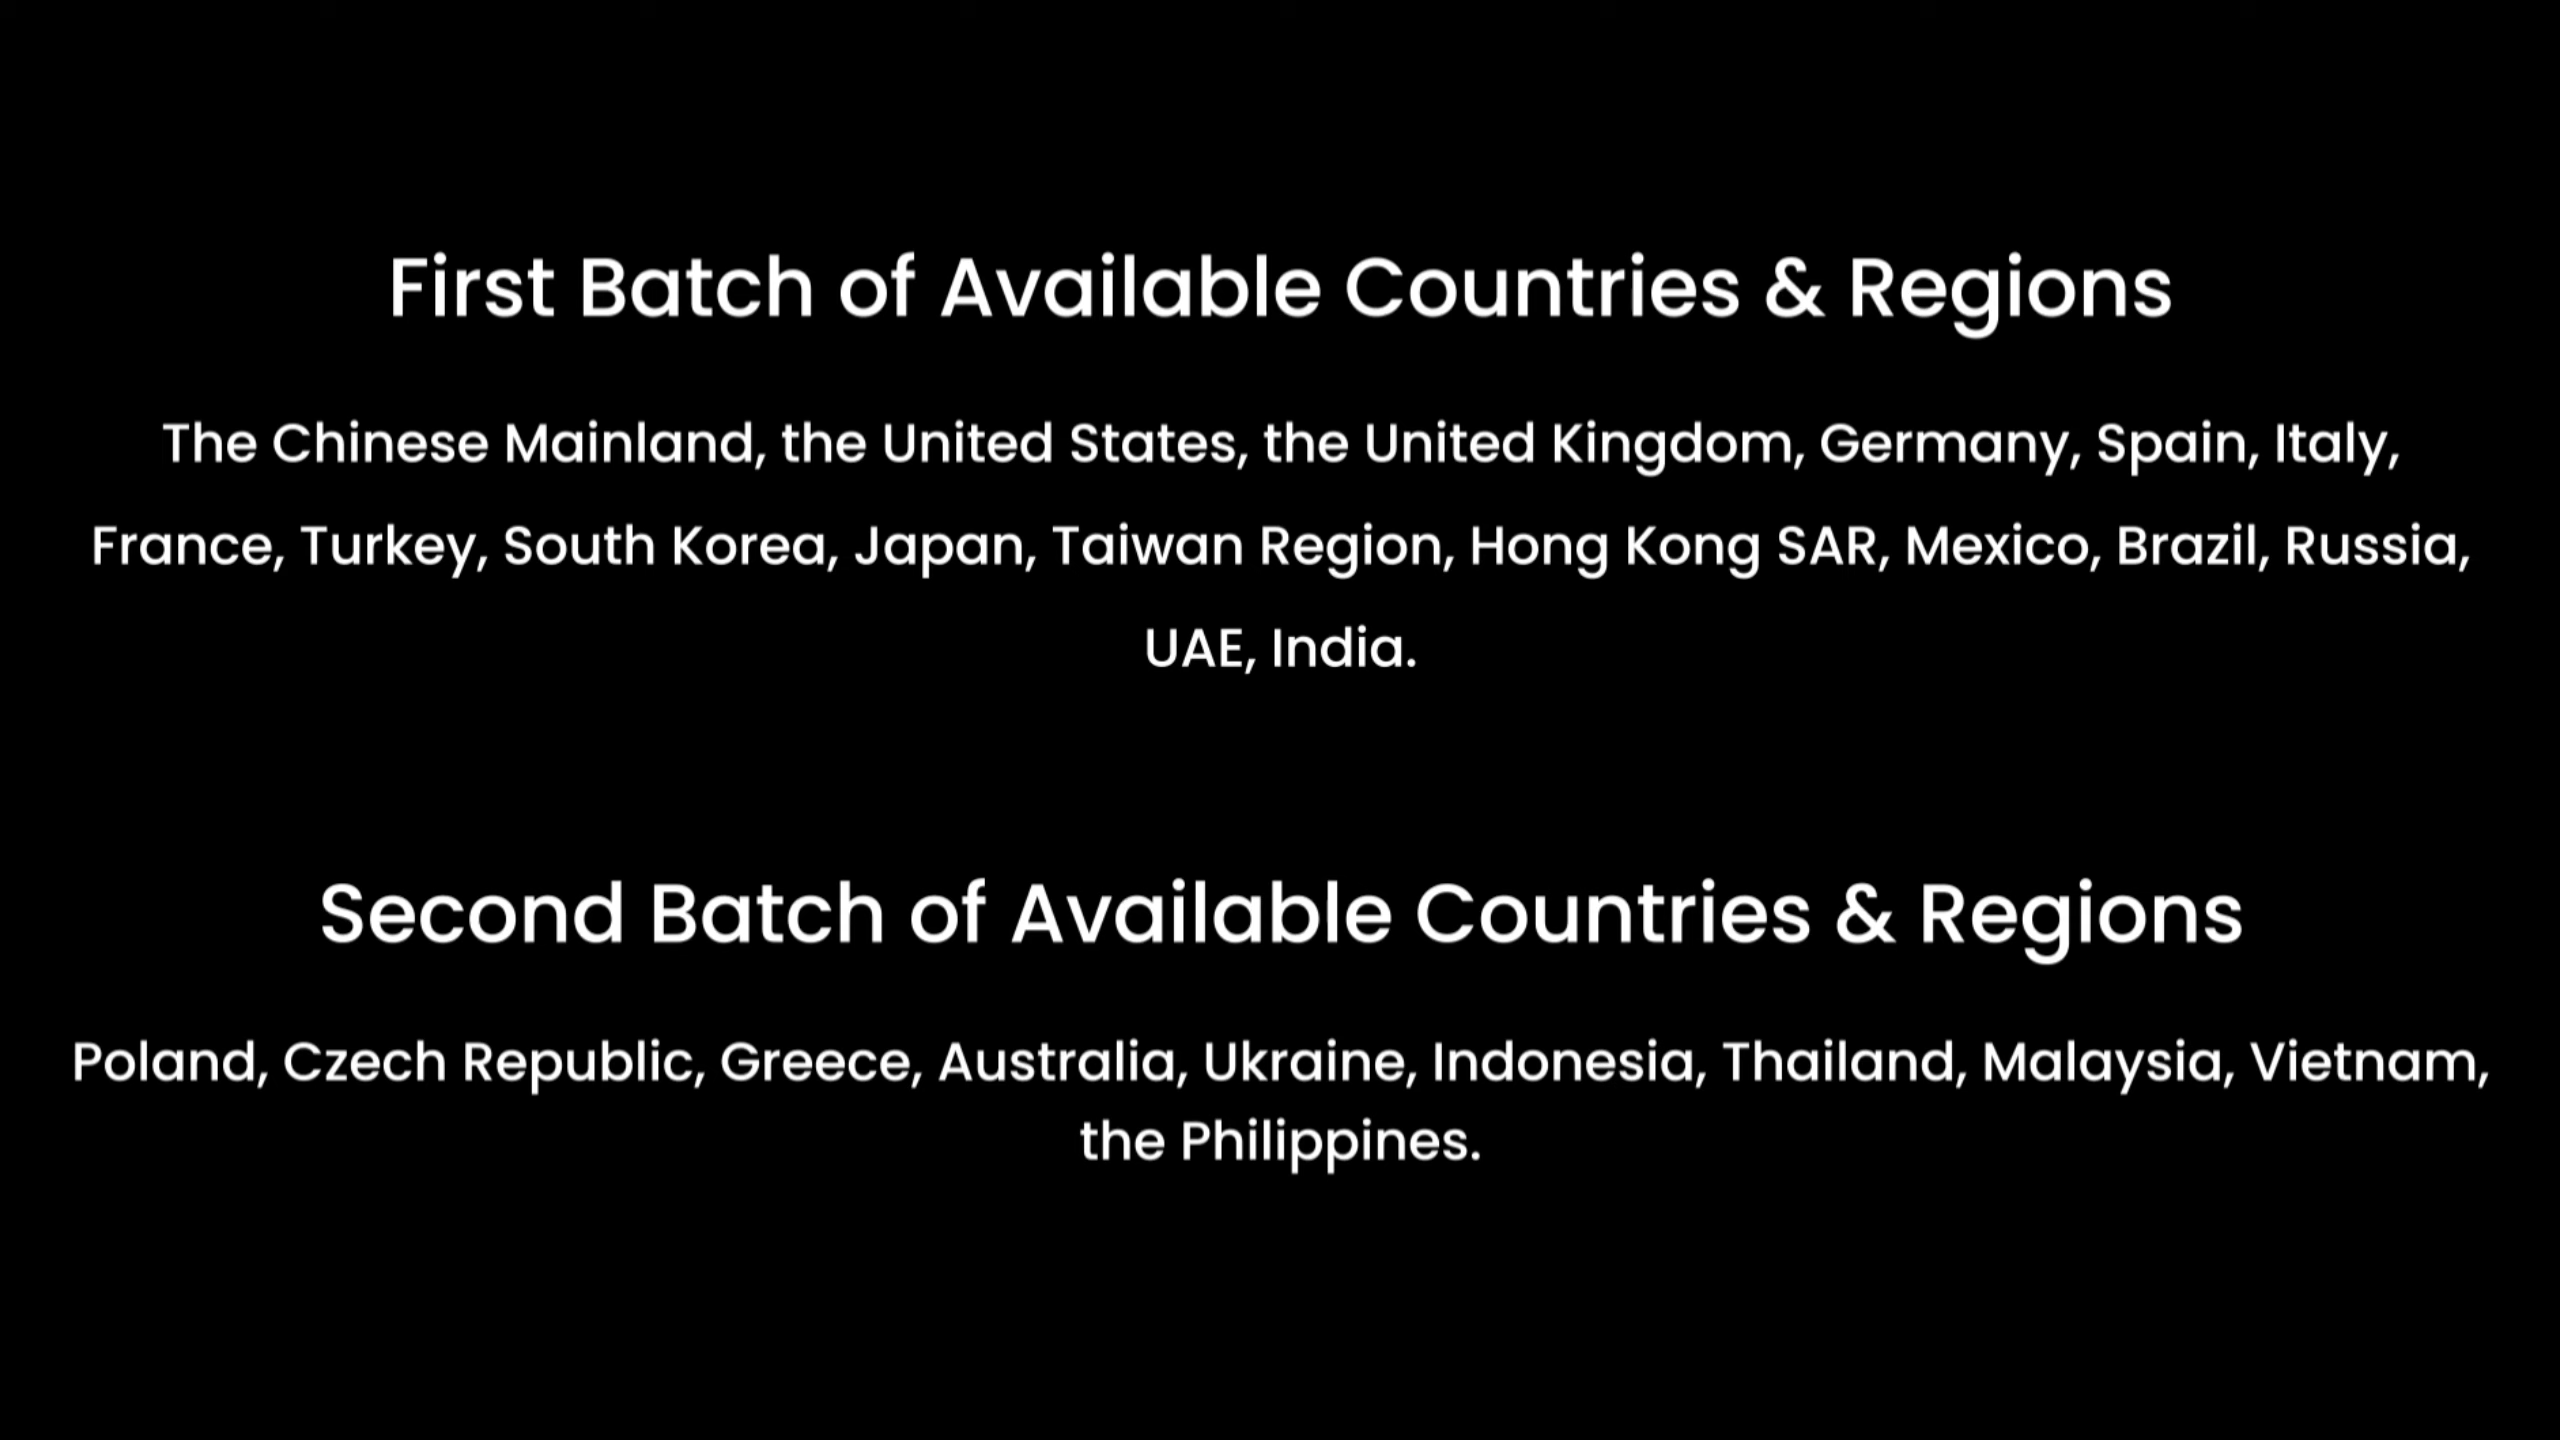 First Batch of Available Countries & Regions
The Chinese Mainland, the United States, the United Kingdom, Germany, Spain, Italy,
France, Turkey, South Korea, Japan, Taiwan Region, Hong Kong SAR, Mexico, Brazil, Russia,
UAE, India.
Second Batch of Available Countries & Regions
Poland, Czech Republic, Greece, Australia, Ukraine, Indonesia, Thailand, Malaysia, Vietnam,
the Philippines.